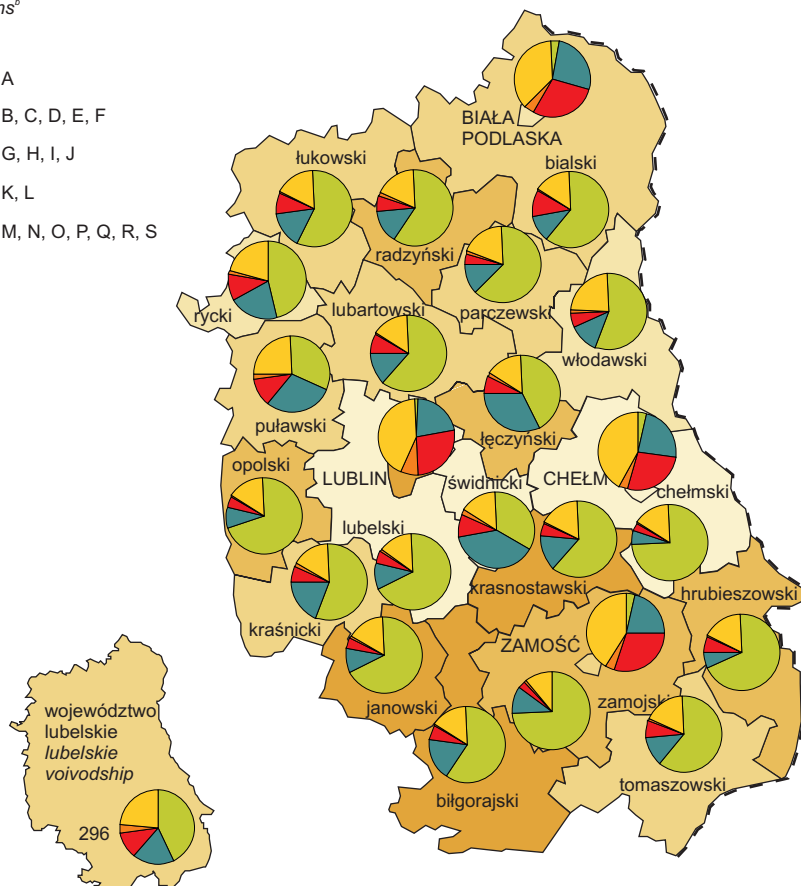 A
B, C, D, E, F
G, H, I, J
K, L
M, N, O, P, Q, R, S
BIAŁA
PODLASKA
łukowski
bialski
radzyński
rycki
lubartowski
parczewski
włodawski
puławski
łęczyński
opolski
LUBLIN
świdnicki
CHEŁM
chełmski
lubelski
krasnostawski
hrubieszowski
kraśnicki
ZAMOŚĆ
janowski
zamojski
biłgorajski
tomaszowski
województwo
lubelskie
lubelskie
voivodship
296